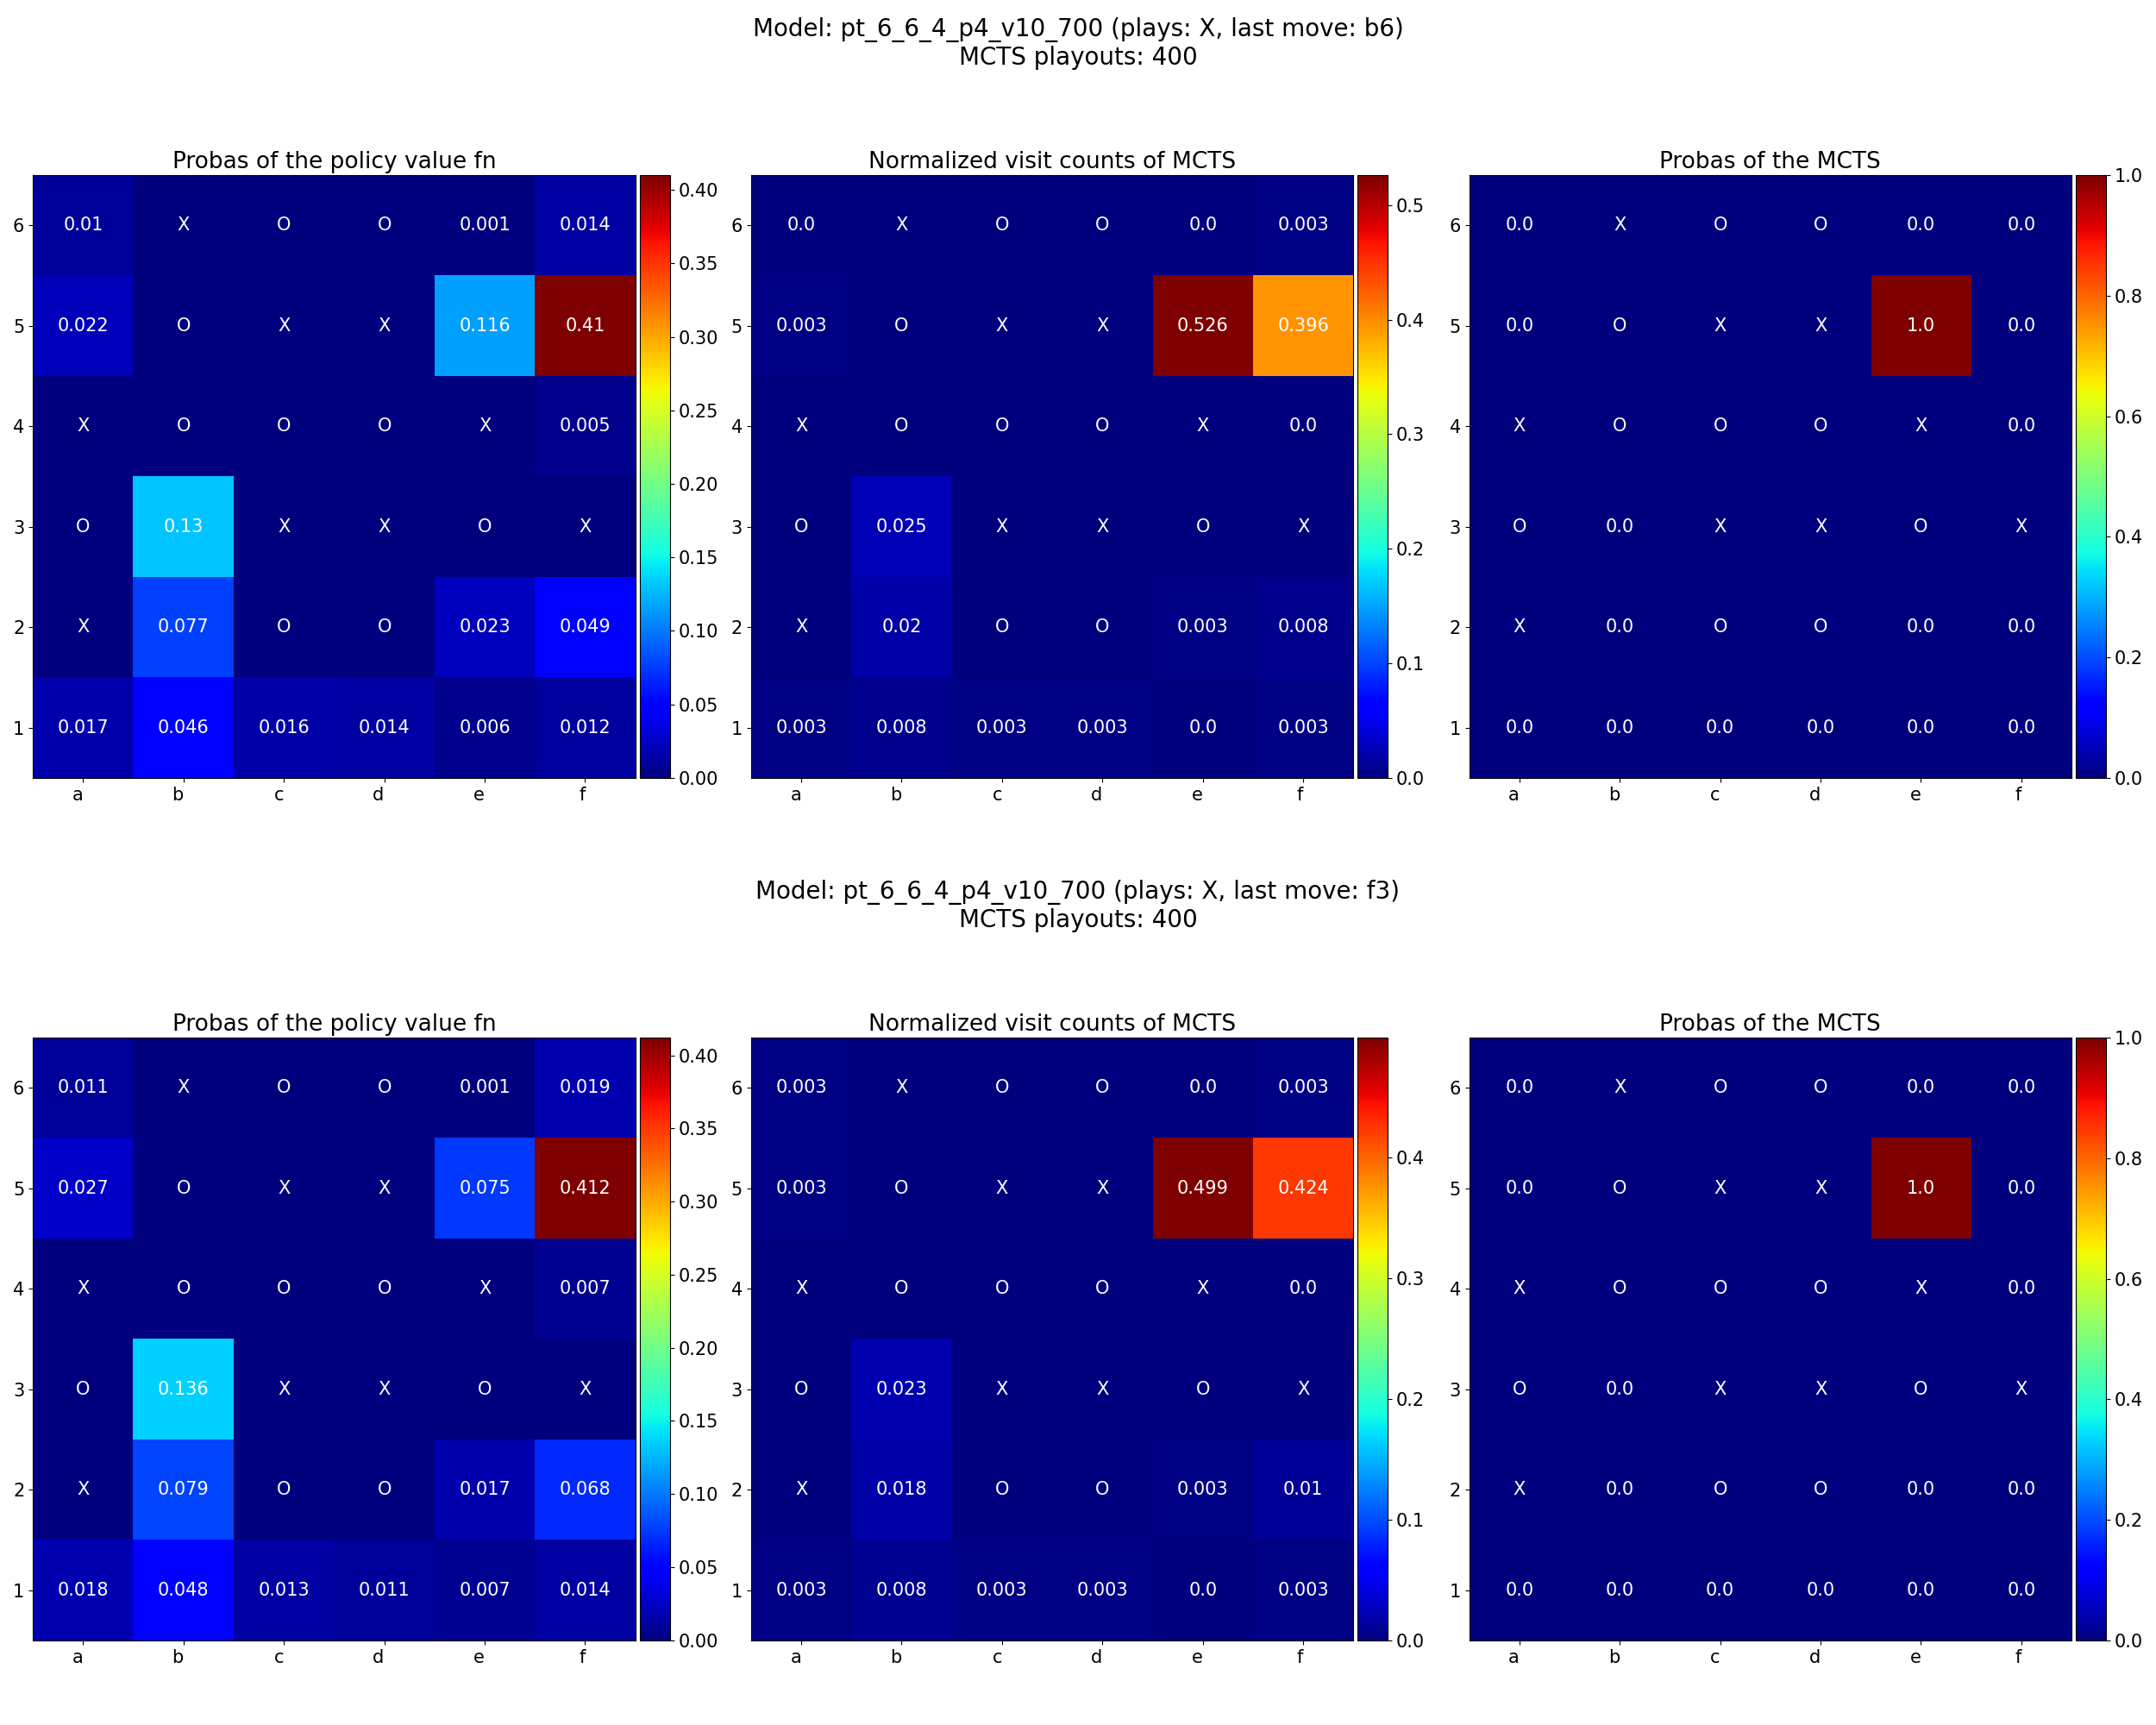 Model: pt_6_6_4_p4_v10_700 (plays: X, last move: b6)
MCTS playouts: 400
Probas of the policy value fn
6 0.01 X O O 0.001 0.014
5 0.022 O X X 0.116 0.41
4 X O O O X 0.005
3 O 0.13 X X O X
2 X 0.077 O O 0.023 0.049
1 0.017 0.046 0.016 0.014 0.006 0.012
a b c d e f
0.40
0.35
0.30
0.25
0.20
0.15
0.10
0.05
0.00
Normalized visit counts of MCTS
6 0.0 X O O 0.0 0.003
5 0.003 O X X 0.526 0.396
4 X O O O X 0.0
3 O 0.025 X X O X
2 X 0.02 O O 0.003 0.008
1 0.003 0.008 0.003 0.003 0.0 0.003
a b c d e f
0.5
0.4
0.3
0.2
0.1
0.0
Probas of the MCTS
6 0.0 X O O 0.0 0.0
5 0.0 O X X 1.0 0.0
4 X O O O X 0.0
3 O 0.0 X X O X
2 X 0.0 O O 0.0 0.0
1 0.0 0.0 0.0 0.0 0.0 0.0
a b c d e f
1.0
0.8
0.6
0.4
0.2
0.0
Model: pt_6_6_4_p4_v10_700 (plays: X, last move: f3)
MCTS playouts: 400
Probas of the policy value fn
6 0.011 X O O 0.001 0.019
5 0.027 O X X 0.075 0.412
4 X O O O X 0.007
3 O 0.136 X X O X
2 X 0.079 O O 0.017 0.068
1 0.018 0.048 0.013 0.011 0.007 0.014
a b c d e f
0.40
0.35
0.30
0.25
0.20
0.15
0.10
0.05
0.00
Normalized visit counts of MCTS
6 0.003 X O O 0.0 0.003
5 0.003 O X X 0.499 0.424
4 X O O O X 0.0
3 O 0.023 X X O X
2 X 0.018 O O 0.003 0.01
1 0.003 0.008 0.003 0.003 0.0 0.003
a b c d e f
0.4
0.3
0.2
0.1
0.0
Probas of the MCTS
6 0.0 X O O 0.0 0.0
5 0.0 O X X 1.0 0.0
4 X O O O X 0.0
3 O 0.0 X X O X
2 X 0.0 O O 0.0 0.0
1 0.0 0.0 0.0 0.0 0.0 0.0
a b c d e f
1.0
0.8
0.6
0.4
0.2
0.0